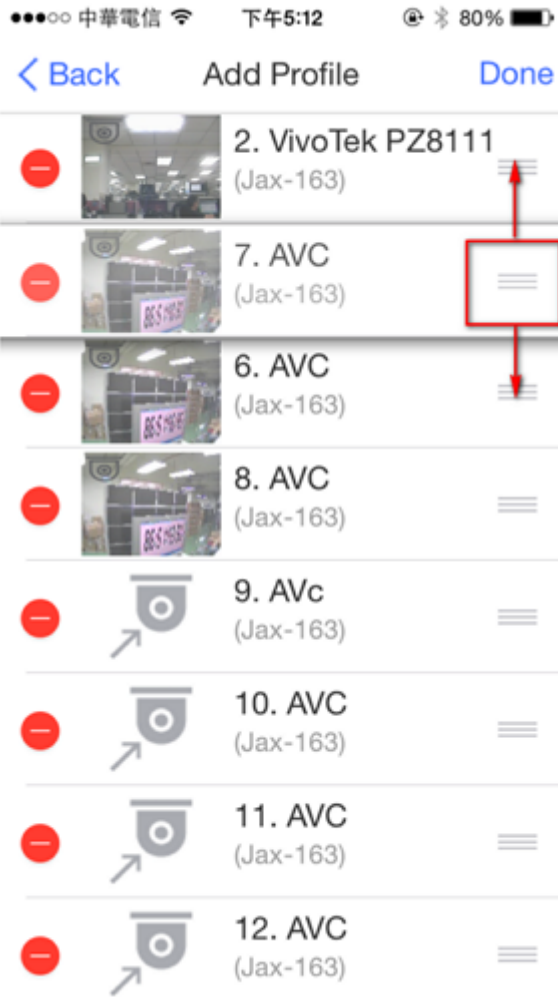 中華電信 下午5:12 80%
Back Add Profile Done
2. VivoTek PZ8111
(Jax-163)
7. AVC
(Jax-163)
6. AVC
(Jax-163)
8. AVC
(Jax-163)
9. AVc
(Jax-163)
10. AVC
(Jax-163)
11. AVC
(Jax-163)
12. AVC
(Jax-163)